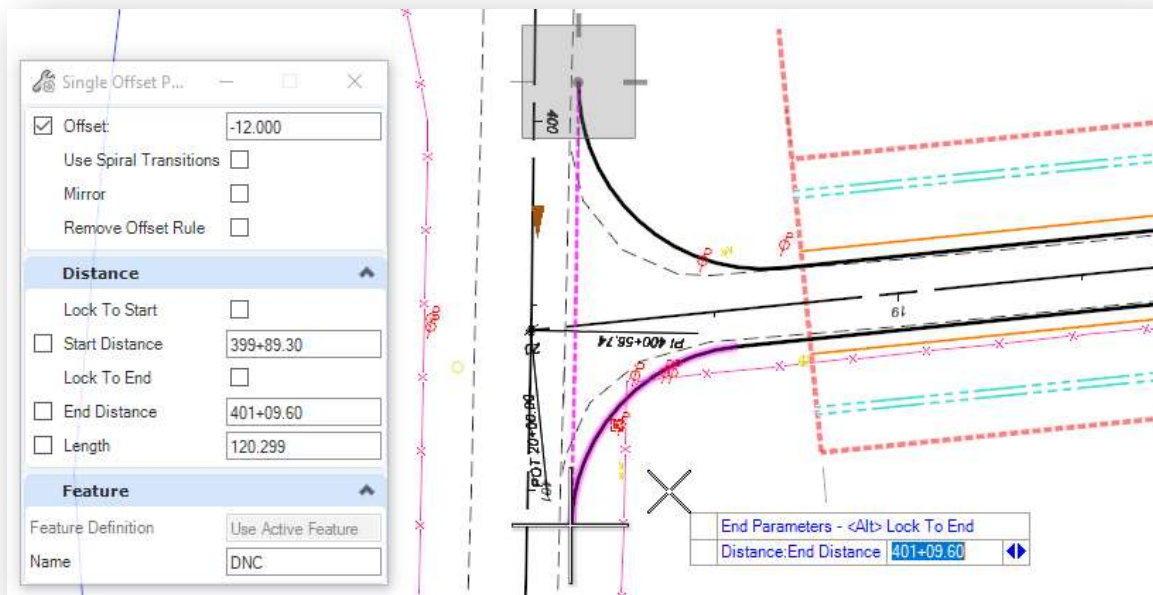 Single Offset P...
Offset: -12.000
Use Spiral Transitions
Mirror
Remove Offset Rule
Distance
Lock To Start
Start Distance 399+89.30
Lock To End
End Distance 401+09.60
Length 120.299
Feature
Feature Definition Use Active Feature
Name DNC
400
19
PI 400+56.74
POT 20+00.00
401
End Parameters - <Alt> Lock To End
Distance:End Distance 401+09.60